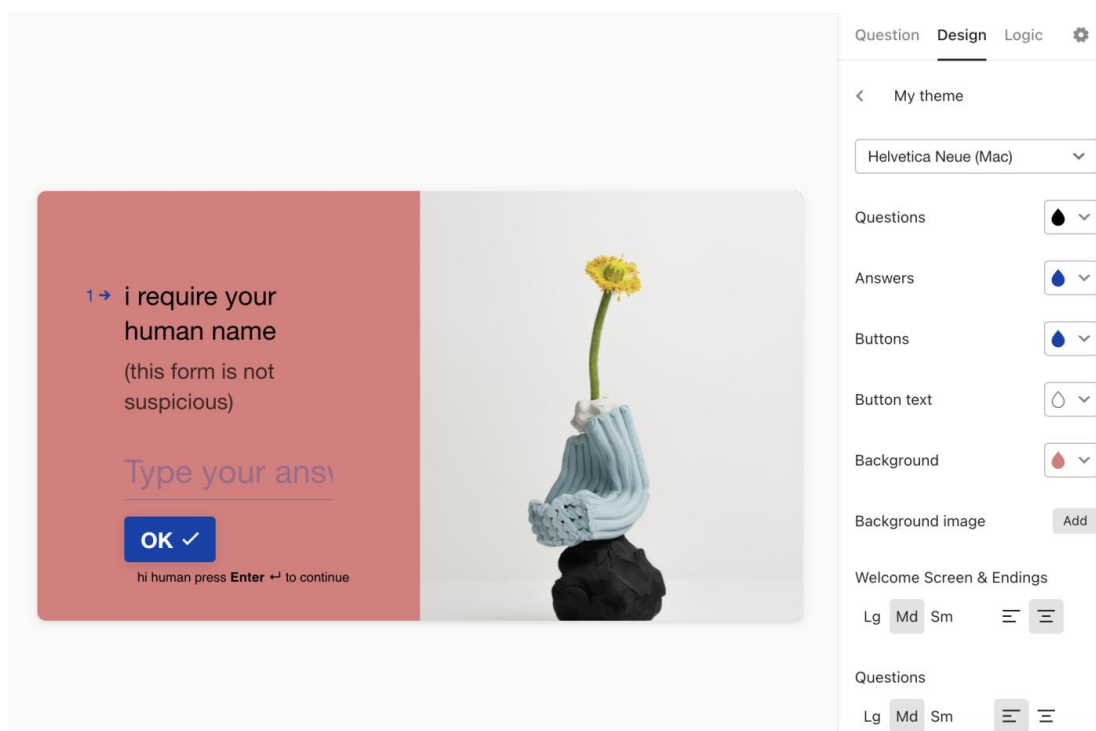 Question Design Logic
My theme
Helvetica Neue (Mac)
Questions
Answers
Buttons
Button text
Background
Background image Add
Welcome Screen & Endings
Lg Md Sm
Questions
Lg Md Sm
1 → i require your
human name
(this form is not
suspicious)
Type your answ
OK ✓
hi human press Enter ↵ to continue